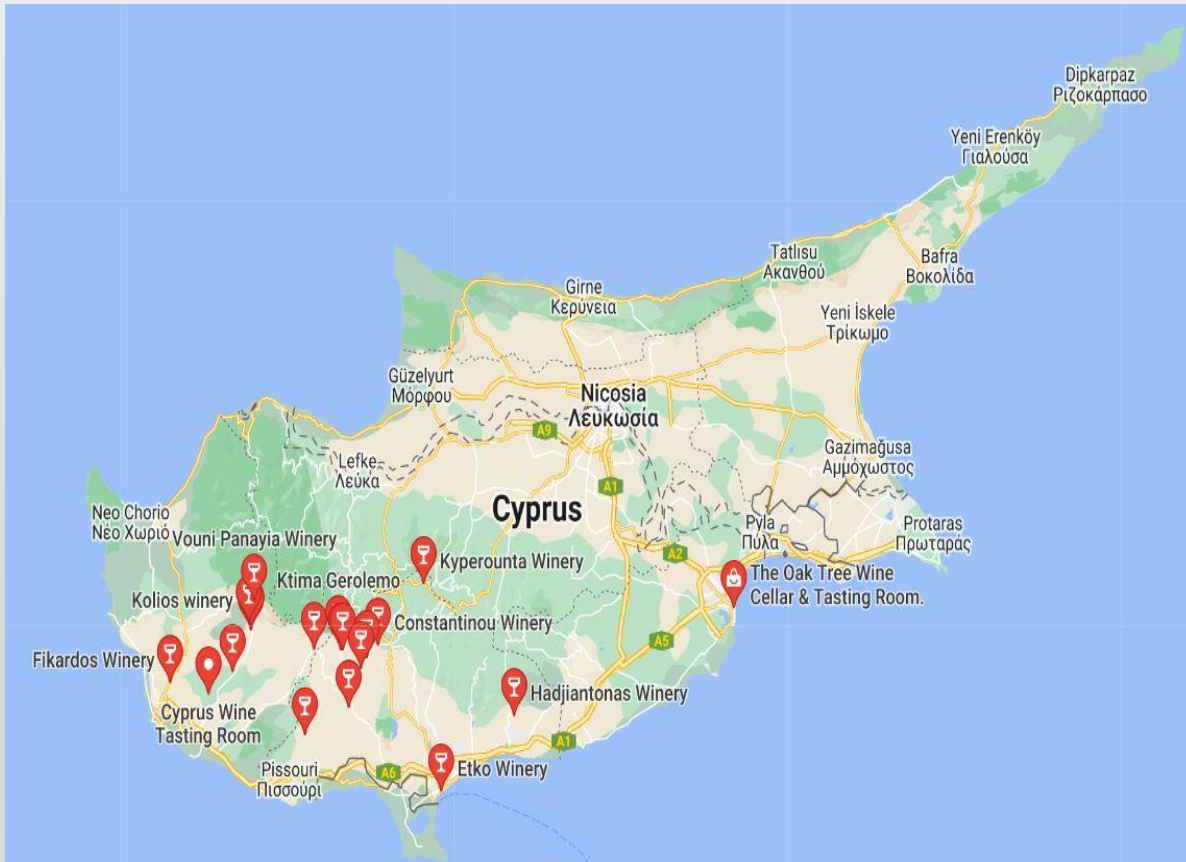 Dipkarpaz
Ριζοκάρπασο
Yeni Erenköy
Γιαλούσα
Tatlısu
Ακανθού
Bafra
Βοκολίδα
Girne
Κερύνεια
Yeni İskele
Τρίκωμο
Güzelyurt
Μόρφου
Nicosia
Λευκωσία
A9
Gazimağusa
Αμμόχωστος
Lefke
Λεύκα
A1
Cyprus
Neo Chorio
Νέο Χωριό
Pyla
Πύλα
Protaras
Πρωταράς
Vouni Panayia Winery
A2
Kyperounta Winery
Ktima Gerolemo
The Oak Tree Wine
Cellar & Tasting Room.
Kolios winery
Constantinou Winery
A5
Fikardos Winery
Hadjiantonas Winery
Cyprus Wine
Tasting Room
A1
Pissouri
Πισσούρι
A6
Etko Winery